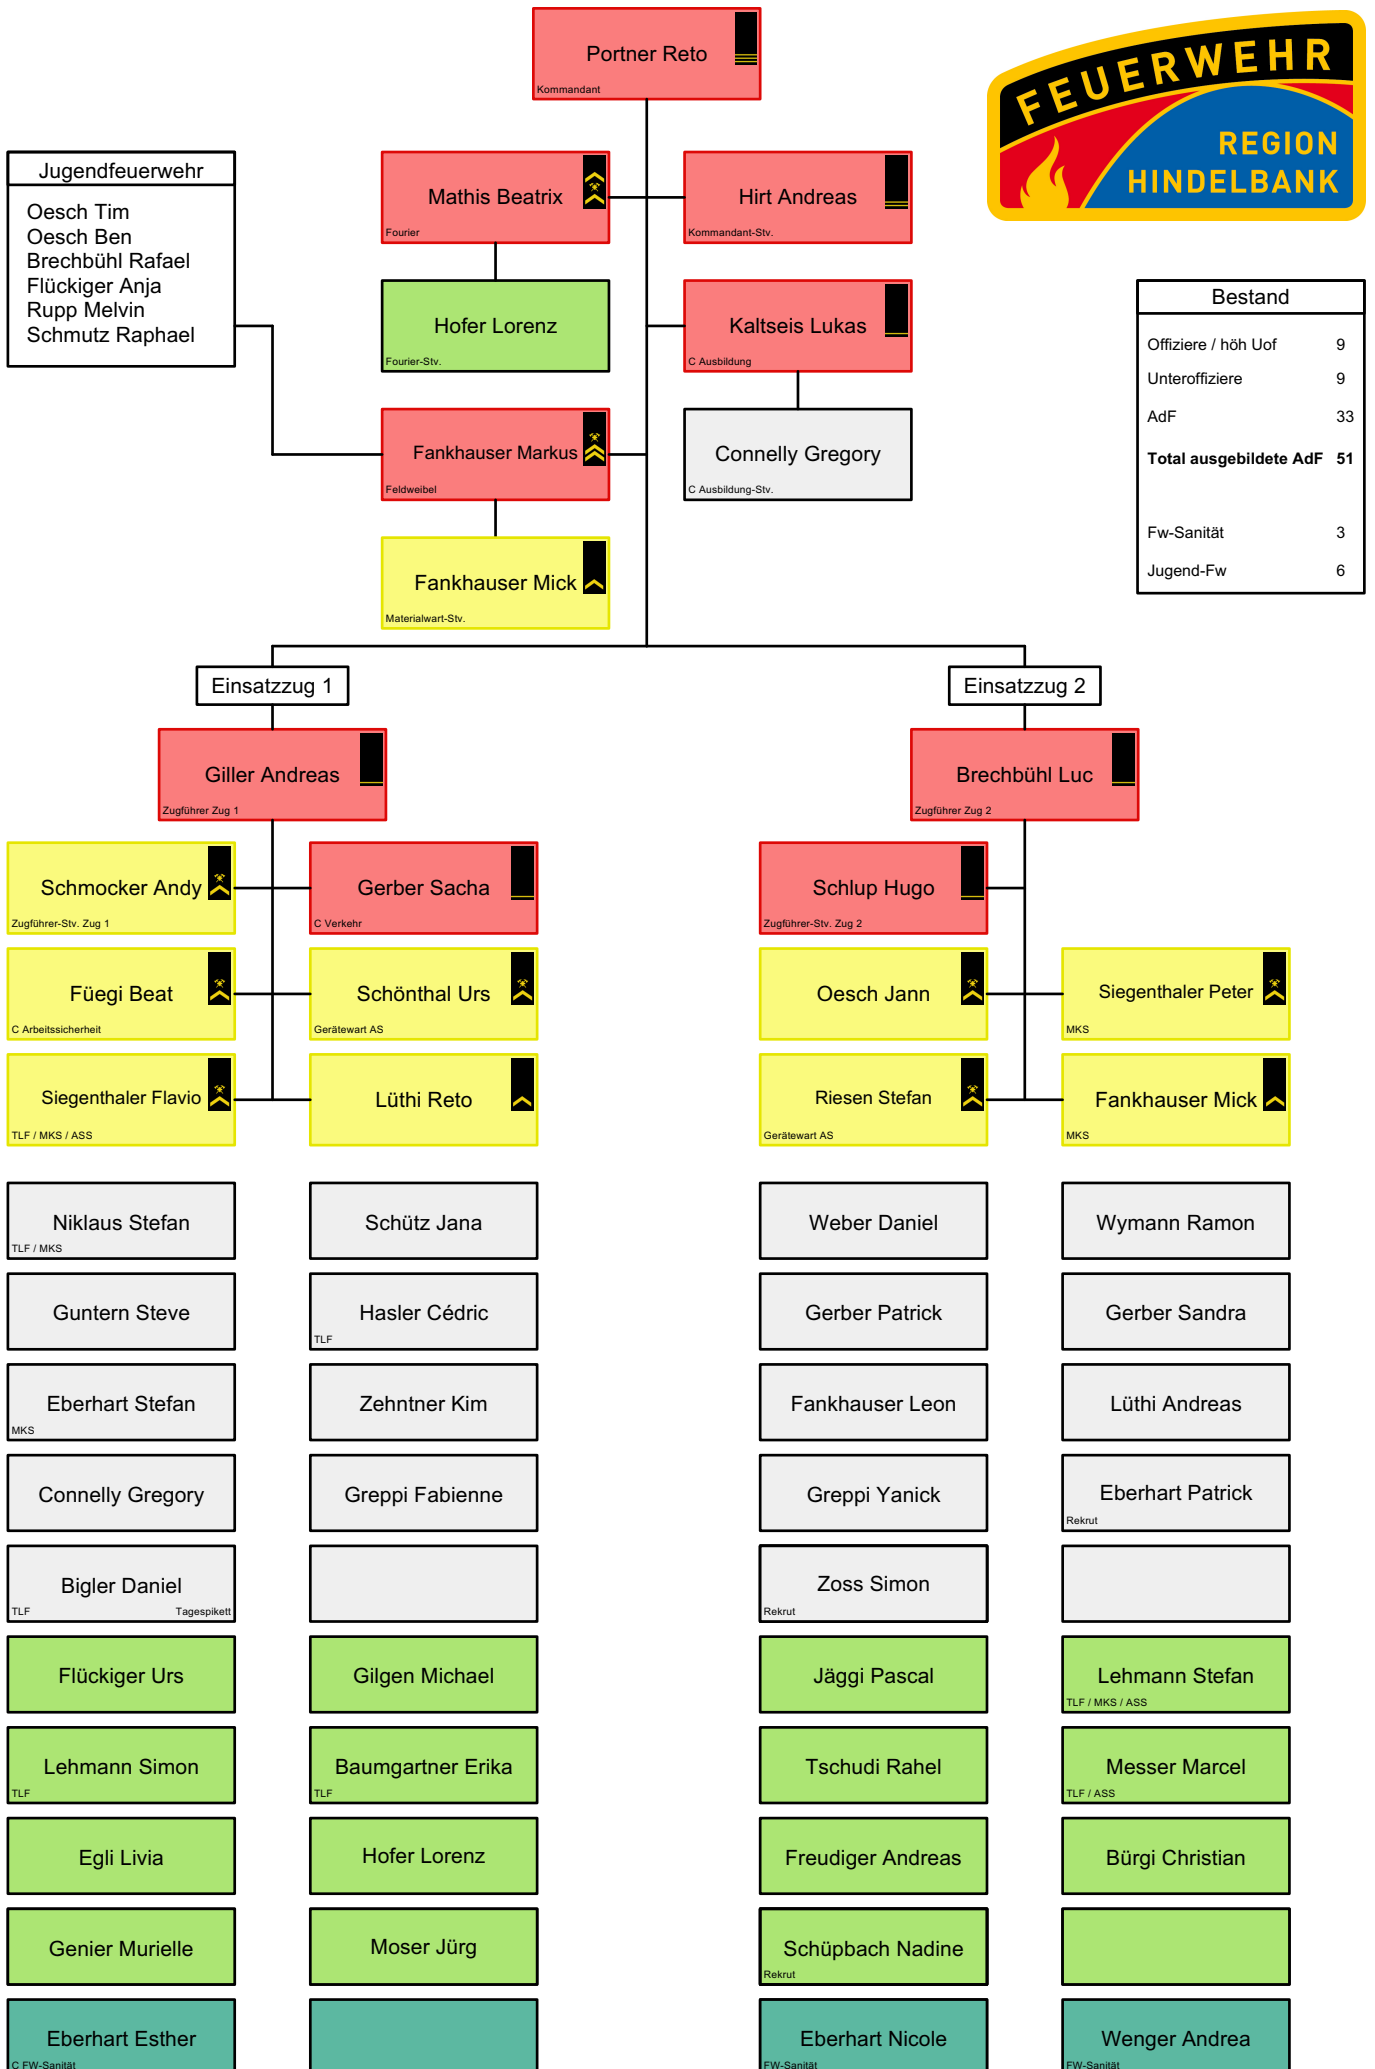 Portner Reto
Kommandant
FEUERWEHR
REGION
HINDELBANK
Jugendfeuerwehr
Oesch Tim
Oesch Ben
Brechbühl Rafael
Flückiger Anja
Rupp Melvin
Schmutz Raphael
Mathis Beatrix
Fourier
Hirt Andreas
Kommandant-Stv.
Hofer Lorenz
Fourier-Stv.
Kaltseis Lukas
C Ausbildung
Fankhauser Markus
Feldweibel
Connelly Gregory
C Ausbildung-Stv.
Fankhauser Mick
Materialwart-Stv.
Bestand
Offiziere / höh Uof 9
Unteroffiziere 9
AdF 33
Total ausgebildete AdF 51
Fw-Sanität 3
Jugend-Fw 6
Einsatzzug 1
Einsatzzug 2
Giller Andreas
Zugführer Zug 1
Brechbühl Luc
Zugführer Zug 2
Schmocker Andy
Zugführer-Stv. Zug 1
Gerber Sacha
C Verkehr
Schlup Hugo
Zugführer-Stv. Zug 2
Füegi Beat
C Arbeitssicherheit
Schönthal Urs
Gerätewart AS
Oesch Jann
Siegenthaler Peter
MKS
Siegenthaler Flavio
TLF / MKS / ASS
Lüthi Reto
Riesen Stefan
Gerätewart AS
Fankhauser Mick
MKS
Niklaus Stefan
TLF / MKS
Schütz Jana
Weber Daniel
Wymann Ramon
Guntern Steve
Hasler Cédric
TLF
Gerber Patrick
Gerber Sandra
Eberhart Stefan
MKS
Zehntner Kim
Fankhauser Leon
Lüthi Andreas
Connelly Gregory
Greppi Fabienne
Greppi Yanick
Eberhart Patrick
Rekrut
Bigler Daniel
TLF Tagespikett
Zoss Simon
Rekrut
Flückiger Urs
Gilgen Michael
Jäggi Pascal
Lehmann Stefan
TLF / MKS / ASS
Lehmann Simon
TLF
Baumgartner Erika
TLF
Tschudi Rahel
Messer Marcel
TLF / ASS
Egli Livia
Hofer Lorenz
Freudiger Andreas
Bürgi Christian
Genier Murielle
Moser Jürg
Schüpbach Nadine
Rekrut
Eberhart Esther
C FW-Sanität
Eberhart Nicole
FW-Sanität
Wenger Andrea
FW-Sanität